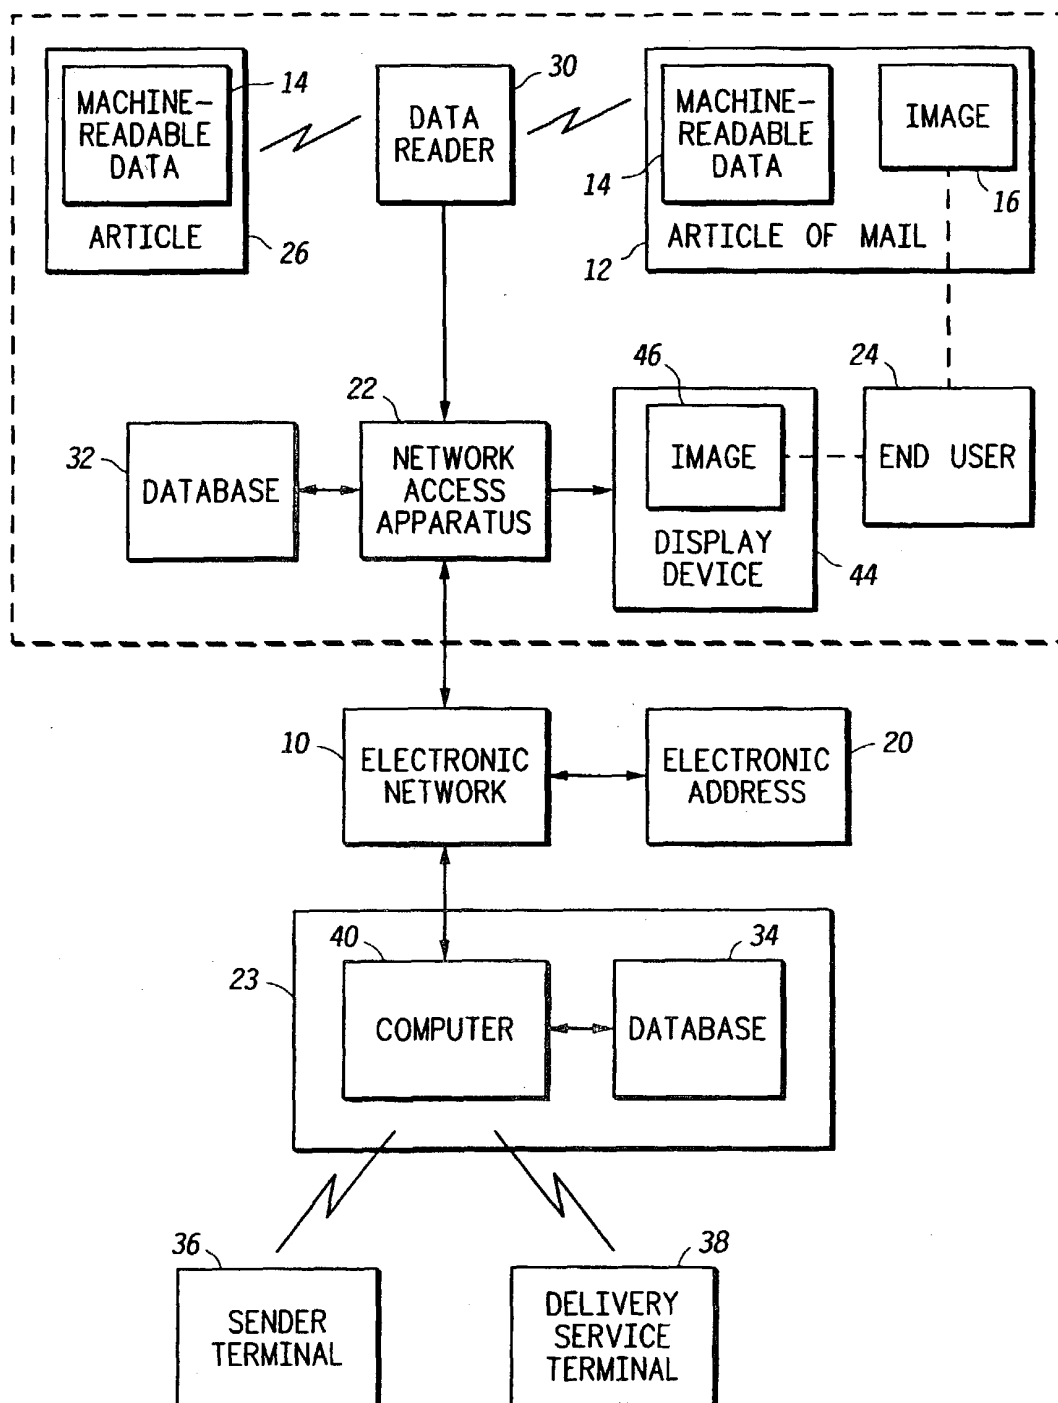 MACHINE-
READABLE
DATA
14
ARTICLE
26
DATA
READER
30
MACHINE-
READABLE
DATA
14
IMAGE
16
ARTICLE OF MAIL
12
22
NETWORK
ACCESS
APPARATUS
32
DATABASE
46
IMAGE
DISPLAY
DEVICE
44
24
END USER
10
ELECTRONIC
NETWORK
ELECTRONIC
ADDRESS
20
23
40
COMPUTER
34
DATABASE
36
SENDER
TERMINAL
38
DELIVERY
SERVICE
TERMINAL